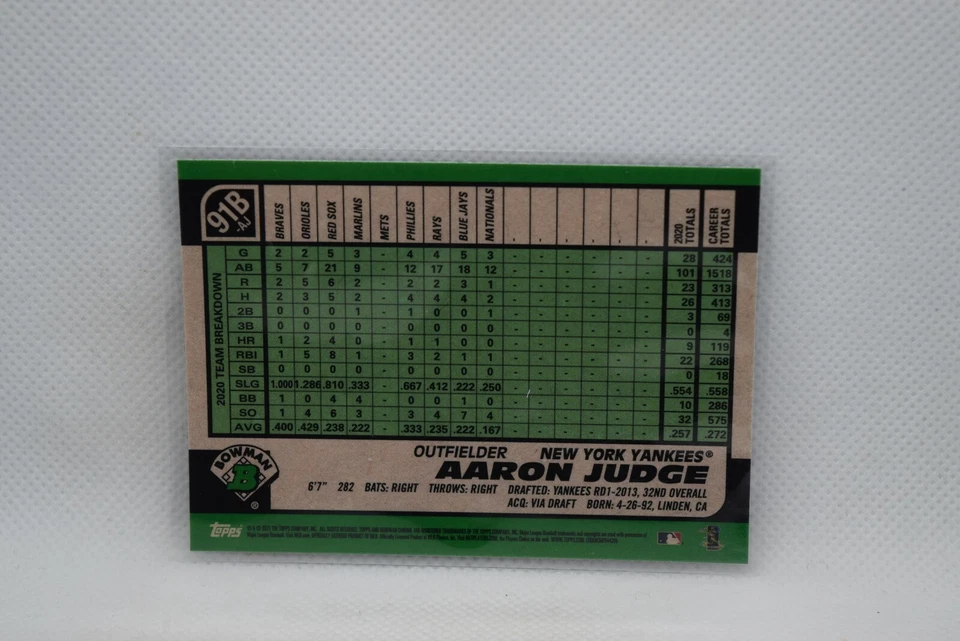 91B
-AJ
BRAVES ORIOLES RED SOX MARLINS METS PHILLIES RAYS BLUE JAYS NATIONALS 2020 TOTALS CAREER TOTALS
2020 TEAM BREAKDOWN
G 2 2 5 3 - 4 4 5 3 - - - - - - 28 424
AB 5 7 21 9 - 12 17 18 12 - - - - - - 101 1518
R 2 5 6 2 - 2 2 3 1 - - - - - - 23 313
H 2 3 5 2 - 4 4 4 2 - - - - - - 26 413
2B 0 0 0 1 - 1 0 0 1 - - - - - - 3 69
3B 0 0 0 0 - 0 0 0 0 - - - - - - 0 4
HR 1 2 4 0 - 1 1 0 0 - - - - - - 9 119
RBI 1 5 8 1 - 3 2 1 1 - - - - - - 22 268
SB 0 0 0 0 - 0 0 0 0 - - - - - - 0 18
SLG 1.000 1.286 .810 .333 - .667 .412 .222 .250 - - - - - - .554 .558
BB 1 0 4 4 - 0 0 1 0 - - - - - - 10 286
SO 1 4 6 3 - 3 4 7 4 - - - - - - 32 575
AVG .400 .429 .238 .222 - .333 .235 .222 .167 - - - - - - .257 .272
BOWMAN
B
®
OUTFIELDER NEW YORK YANKEES®
AARON JUDGE
6'7" 282 BATS: RIGHT THROWS: RIGHT DRAFTED: YANKEES RD1-2013, 32ND OVERALL
ACQ: VIA DRAFT BORN: 4-26-92, LINDEN, CA
Topps